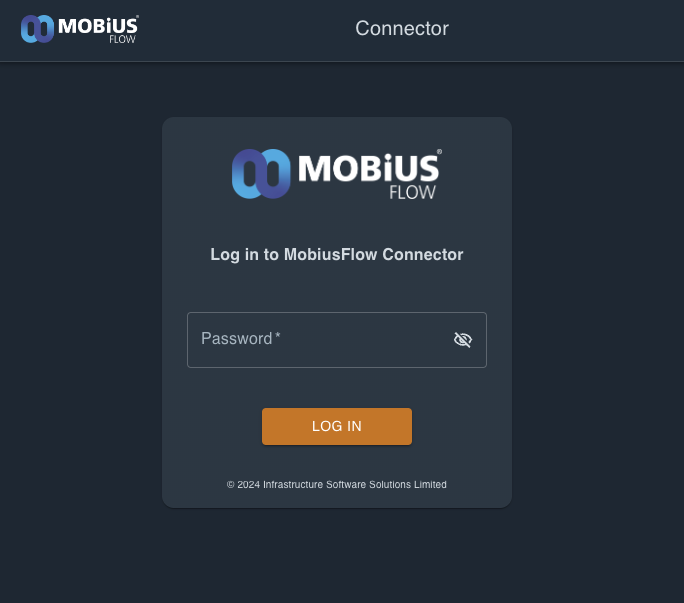 MOBiUS®
FLOW
Connector
MOBiUS®
FLOW
Log in to MobiusFlow Connector
Password *
LOG IN
© 2024 Infrastructure Software Solutions Limited